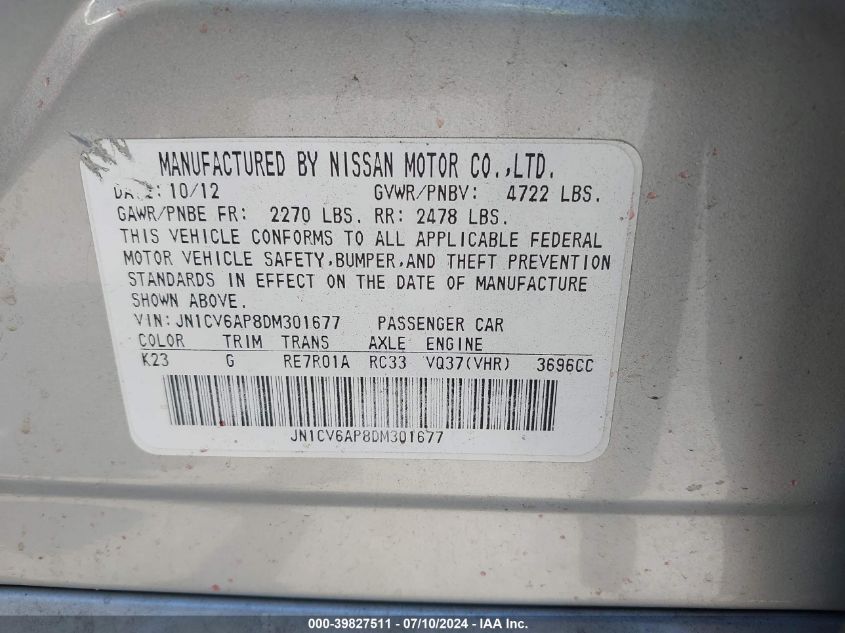 MANUFACTURED BY NISSAN MOTOR CO.,LTD.
10/12 GVWR/PNBV: 4722 LBS.
GAWR/PNBE FR: 2270 LBS. RR: 2478 LBS.
THIS VEHICLE CONFORMS TO ALL APPLICABLE FEDERAL
MOTOR VEHICLE SAFETY,BUMPER,AND THEFT PREVENTION
STANDARDS IN EFFECT ON THE DATE OF MANUFACTURE
SHOWN ABOVE.
VIN:JN1CV6AP8DM301677 PASSENGER CAR
COLOR TRIM TRANS AXLE ENGINE
K23 G RE7R01A RC33 VQ37(VHR) 3696CC
JN1CV6AP8DM301677
000-39827511 / 07/10/2024 - IAA Inc.